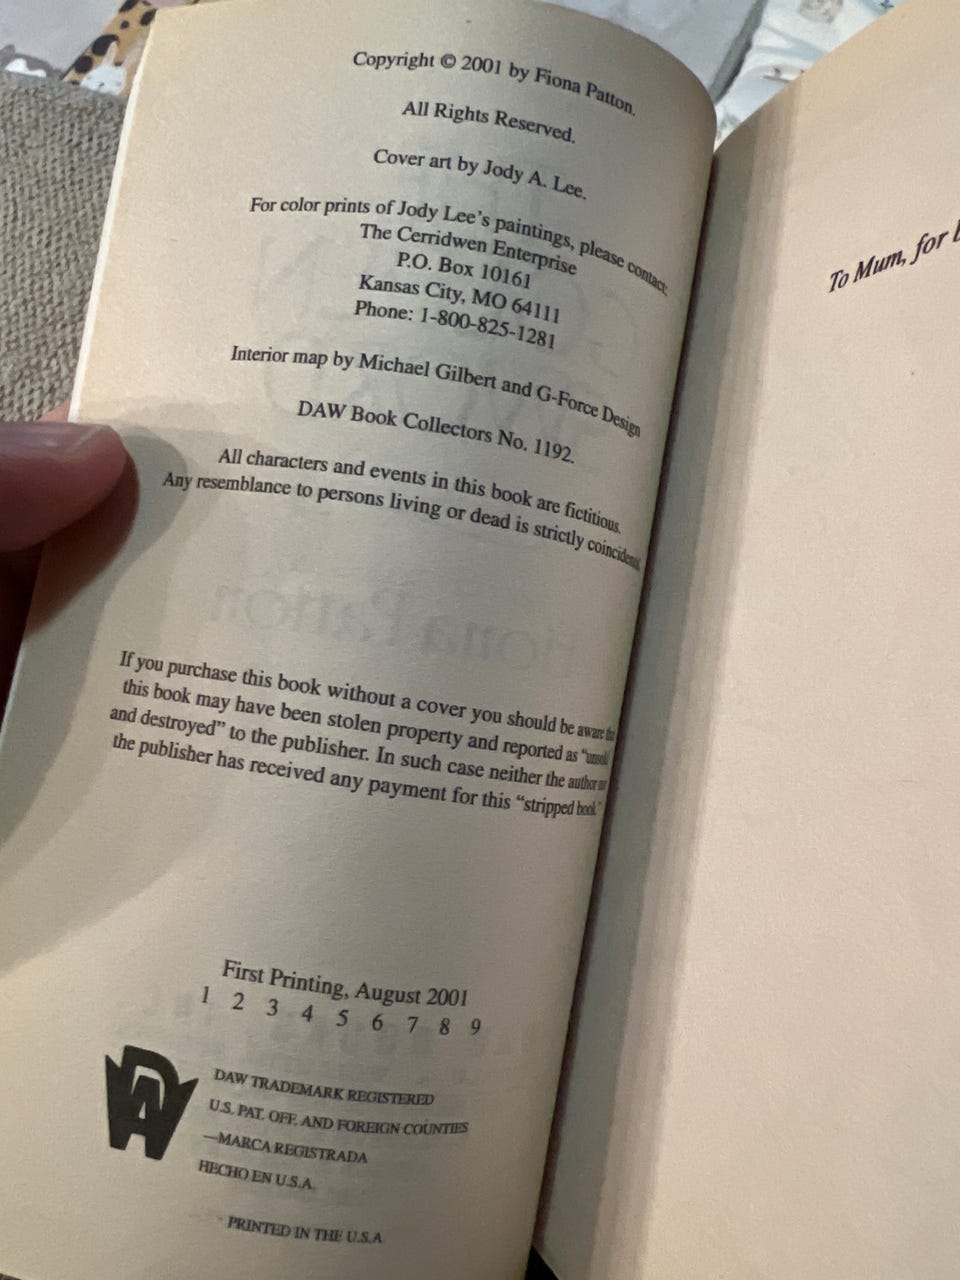 Copyright © 2001 by Fiona Patton.
All Rights Reserved.
Cover art by Jody A. Lee.
For color prints of Jody Lee's paintings, please contact:
The Cerridwen Enterprise
P.O. Box 10161
Kansas City, MO 64111
Phone: 1-800-825-1281
Interior map by Michael Gilbert and G-Force Design
DAW Book Collectors No. 1192.
All characters and events in this book are fictitious.
Any resemblance to persons living or dead is strictly coincidental.
If you purchase this book without a cover you should be aware
this book may have been stolen property and reported as "unsold
and destroyed" to the publisher. In such case neither the author nor
the publisher has received any payment for this "stripped book."
First Printing, August 2001
1 2 3 4 5 6 7 8 9
DAW
DAW TRADEMARK REGISTERED
U.S. PAT. OFF. AND FOREIGN COUNTIES
—MARCA REGISTRADA
HECHO EN U.S.A.
PRINTED IN THE U.S.A
To Mum, for